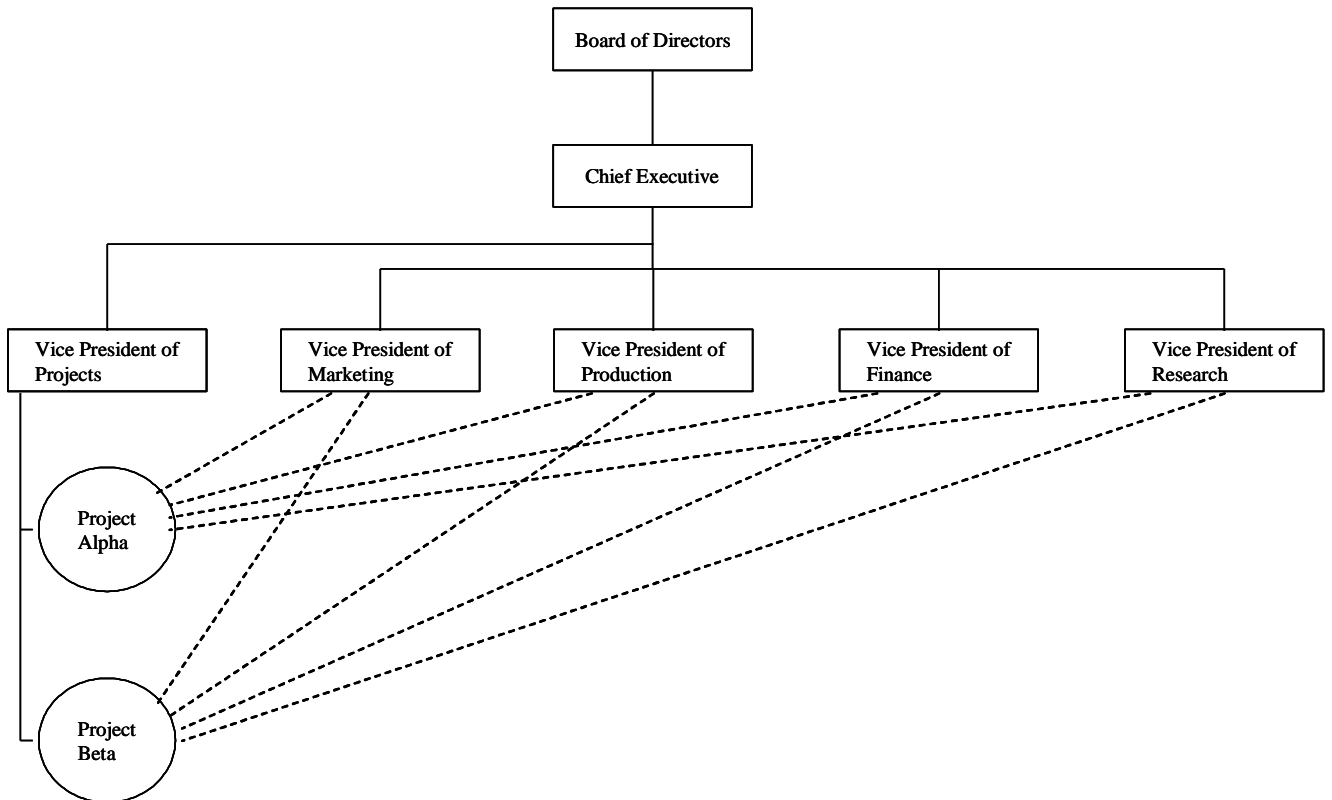 Board of Directors
Chief Executive
Vice President of
Projects
Vice President of
Marketing
Vice President of
Production
Vice President of
Finance
Vice President of
Research
Project
Alpha
Project
Beta